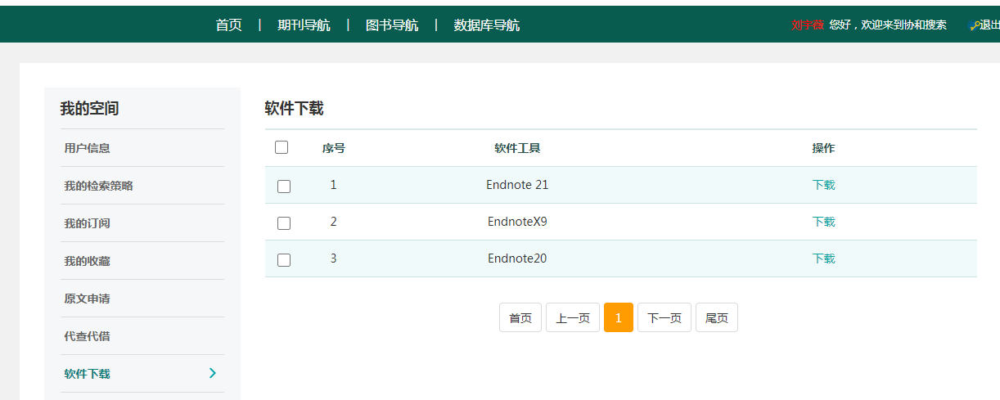 首页 | 期刊导航 | 图书导航 | 数据库导航 刘宇薇 您好，欢迎来到协和搜索 退出
我的空间
用户信息
我的检索策略
我的订阅
我的收藏
原文申请
代查代借
软件下载
软件下载
序号 软件工具 操作
1 Endnote 21 下载
2 EndnoteX9 下载
3 Endnote20 下载
首页 上一页 1 下一页 尾页